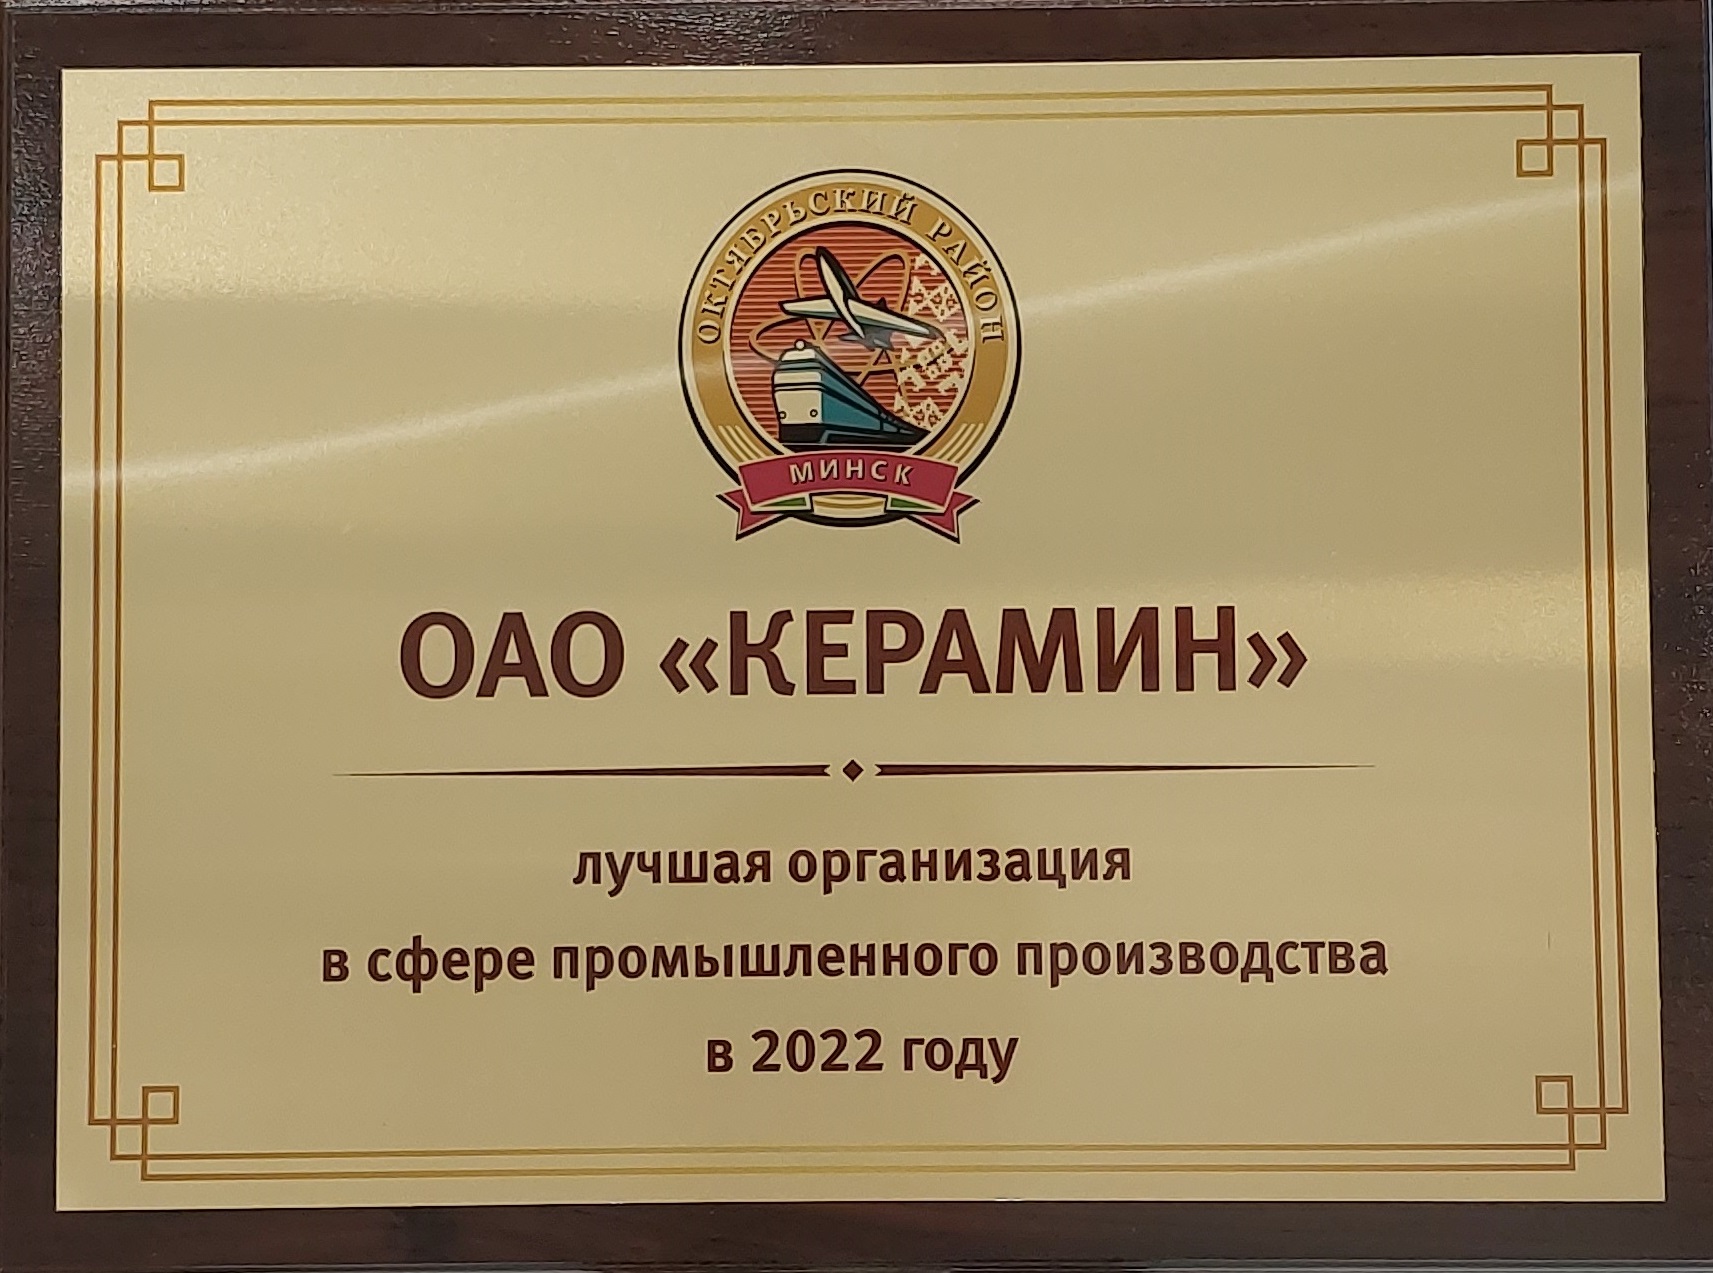 ОКТЯБРЬСКИЙ РАЙОН
МИНСК
ОАО «КЕРАМИН»
лучшая организация
в сфере промышленного производства
в 2022 году